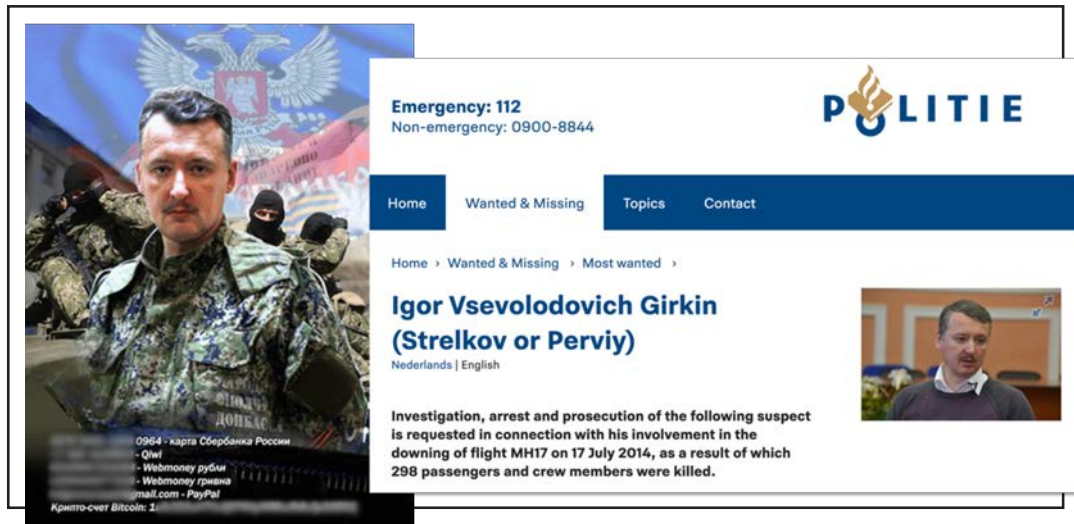 0964 - карта Сбербанка России
- Qiwi
- Webmoney рубли
- Webmoney гривна
mail.com - PayPal
Крипто-счет Bitcoin: 1
Emergency: 112
Non-emergency: 0900-8844
POLITIE
Home Wanted & Missing Topics Contact
Home › Wanted & Missing › Most wanted ›
Igor Vsevolodovich Girkin
(Strelkov or Perviy)
Nederlands | English
Investigation, arrest and prosecution of the following suspect
is requested in connection with his involvement in the
downing of flight MH17 on 17 July 2014, as a result of which
298 passengers and crew members were killed.